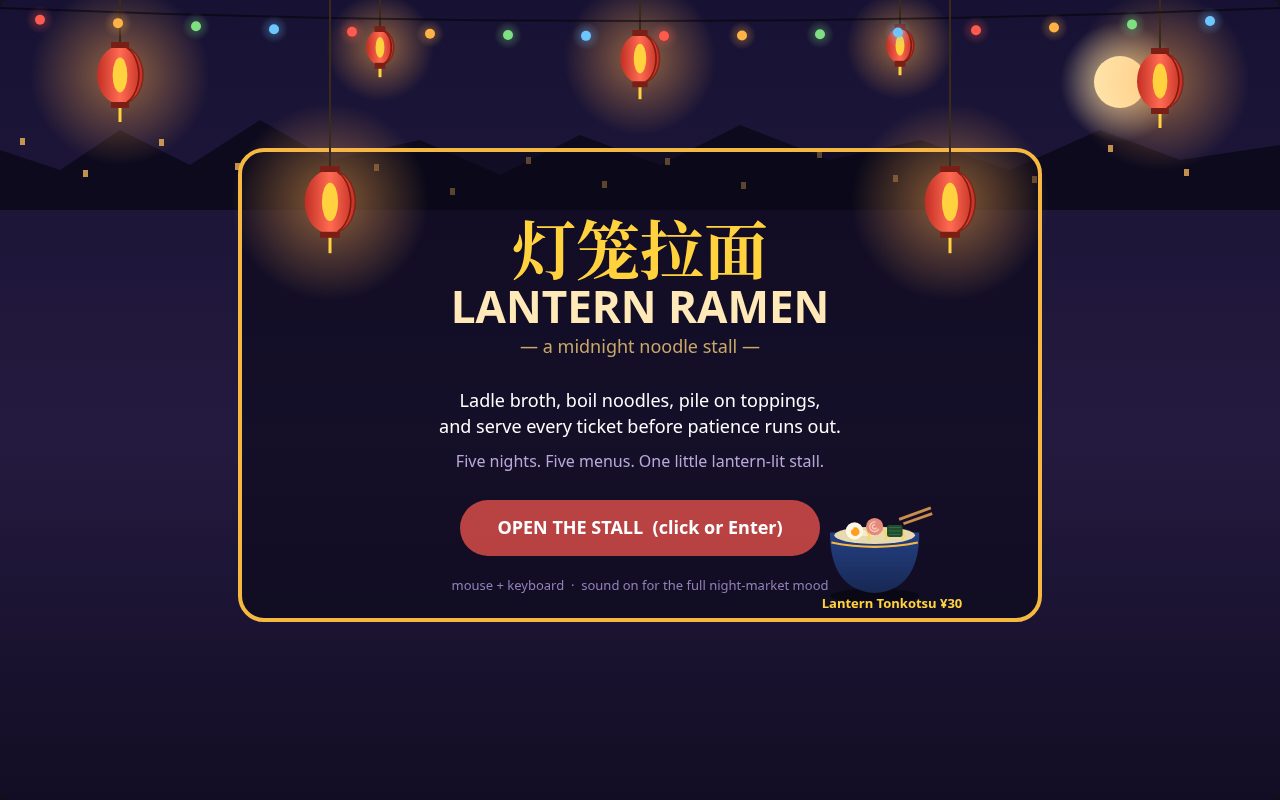 灯笼拉面
LANTERN RAMEN
— a midnight noodle stall —
Ladle broth, boil noodles, pile on toppings,
and serve every ticket before patience runs out.
Five nights. Five menus. One little lantern-lit stall.
OPEN THE STALL (click or Enter)
mouse + keyboard · sound on for the full night-market mood
Lantern Tonkotsu ¥30